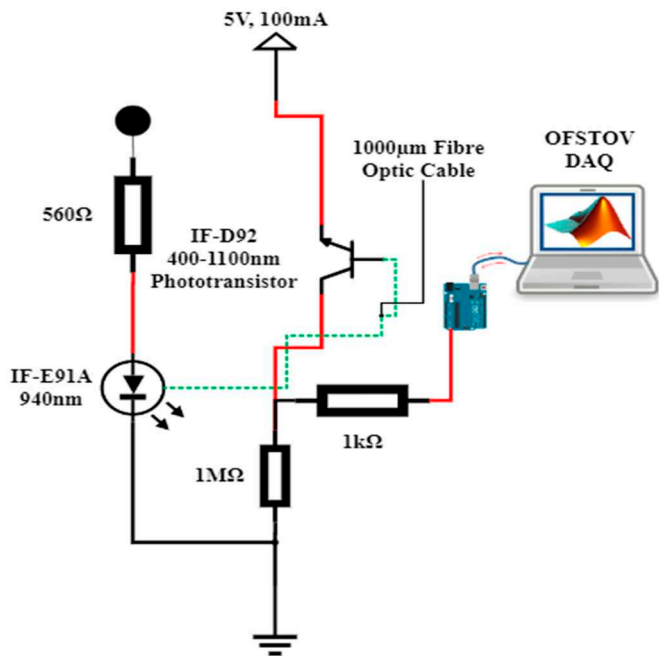 5V, 100mA
1000μm Fibre
Optic Cable
OFSTOV
DAQ
560Ω
IF-D92
400-1100nm
Phototransistor
IF-E91A
940nm
1kΩ
1MΩ